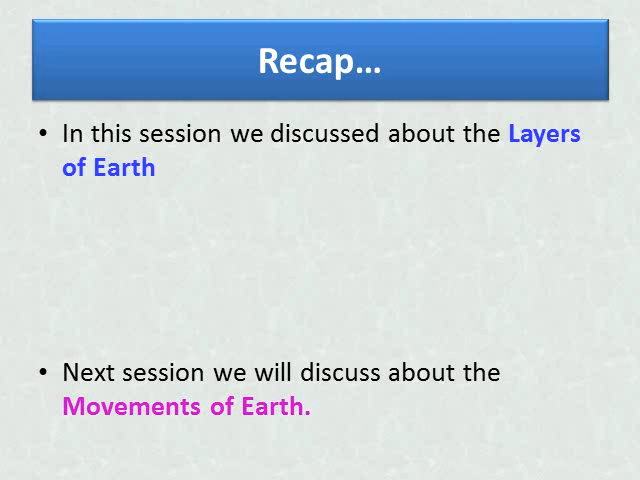 Recap...
• In this session we discussed about the Layers
of Earth
• Next session we will discuss about the
Movements of Earth.